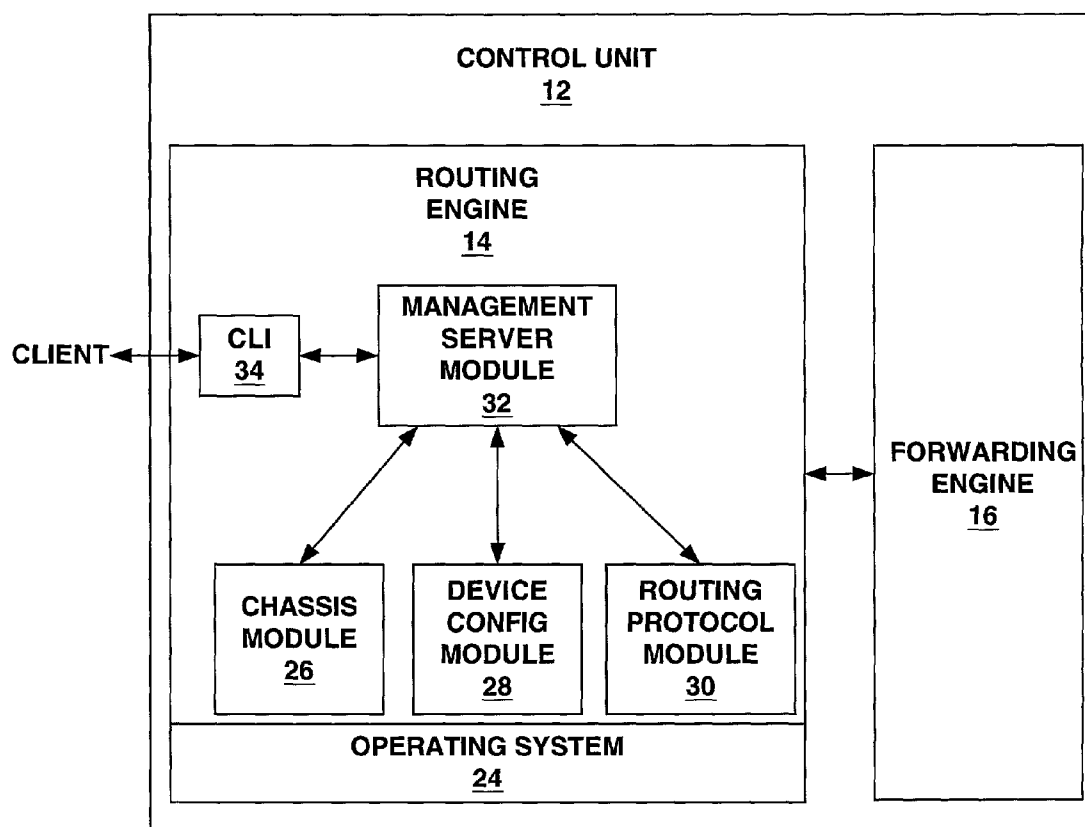 CONTROL UNIT
12
ROUTING
ENGINE
14
MANAGEMENT
SERVER
MODULE
32
CLI
34
CLIENT
FORWARDING
ENGINE
16
CHASSIS
MODULE
26
DEVICE
CONFIG
MODULE
28
ROUTING
PROTOCOL
MODULE
30
OPERATING SYSTEM
24